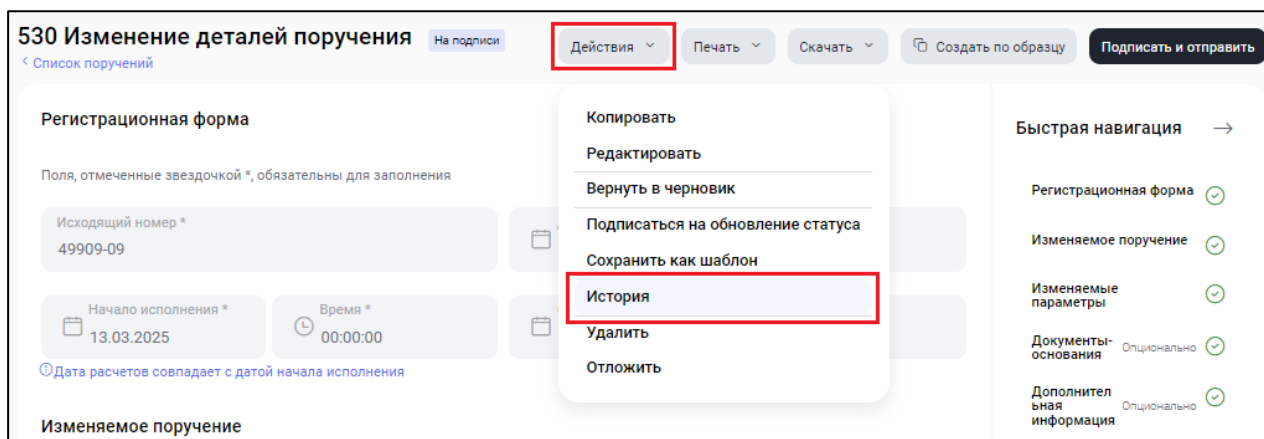 530 Изменение деталей поручения На подписи Действия Печать Скачать Создать по образцу Подписать и отправить
Список поручений
Регистрационная форма
Поля, отмеченные звездочкой *, обязательны для заполнения
Исходящий номер *
49909-09
Начало исполнения * Время *
13.03.2025 00:00:00
Дата расчетов совпадает с датой начала исполнения
Изменяемое поручение
Копировать
Редактировать
Вернуть в черновик
Подписаться на обновление статуса
Сохранить как шаблон
История
Удалить
Отложить
Быстрая навигация
Регистрационная форма
Изменяемое поручение
Изменяемые
параметры
Документы-
основания Опционально
Дополнител
ьная
информация Опционально